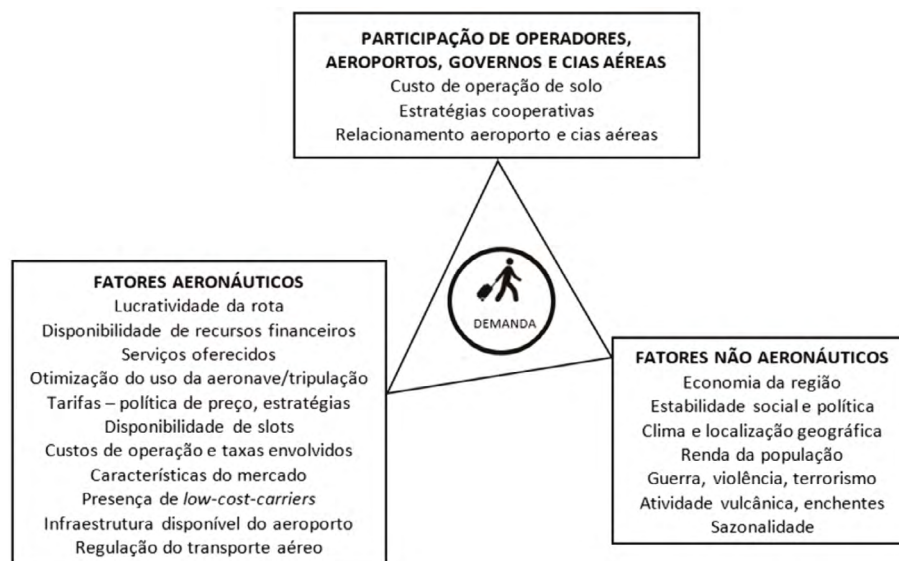 PARTICIPAÇÃO DE OPERADORES,
AEROPORTOS, GOVERNOS E CIAS AÉREAS
Custo de operação de solo
Estratégias cooperativas
Relacionamento aeroporto e cias aéreas
DEMANDA
FATORES AERONÁUTICOS
Lucratividade da rota
Disponibilidade de recursos financeiros
Serviços oferecidos
Otimização do uso da aeronave/tripulação
Tarifas – política de preço, estratégias
Disponibilidade de slots
Custos de operação e taxas envolvidos
Características do mercado
Presença de low-cost-carriers
Infraestrutura disponível do aeroporto
Regulação do transporte aéreo
FATORES NÃO AERONÁUTICOS
Economia da região
Estabilidade social e política
Clima e localização geográfica
Renda da população
Guerra, violência, terrorismo
Atividade vulcânica, enchentes
Sazonalidade